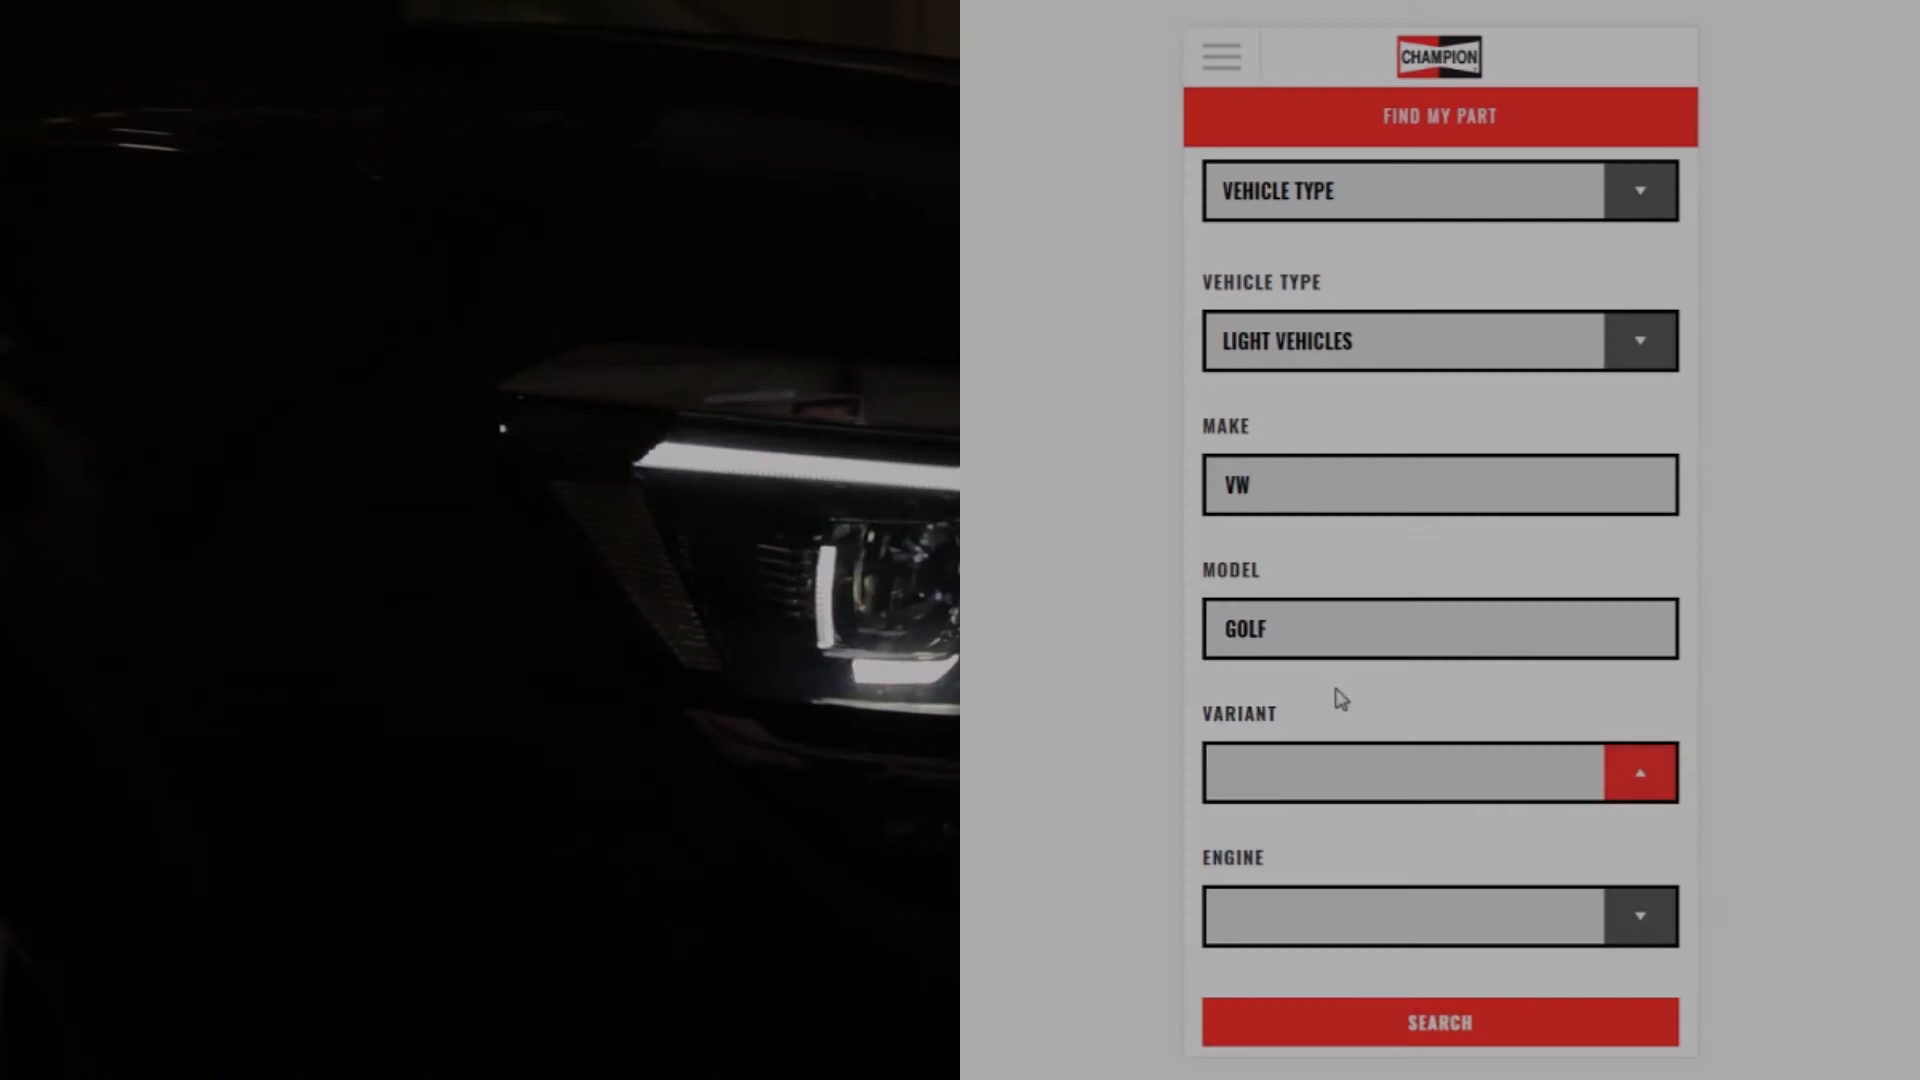 CHAMPION
FIND MY PART
VEHICLE TYPE
VEHICLE TYPE
LIGHT VEHICLES
MAKE
VW
MODEL
GOLF
VARIANT
ENGINE
SEARCH